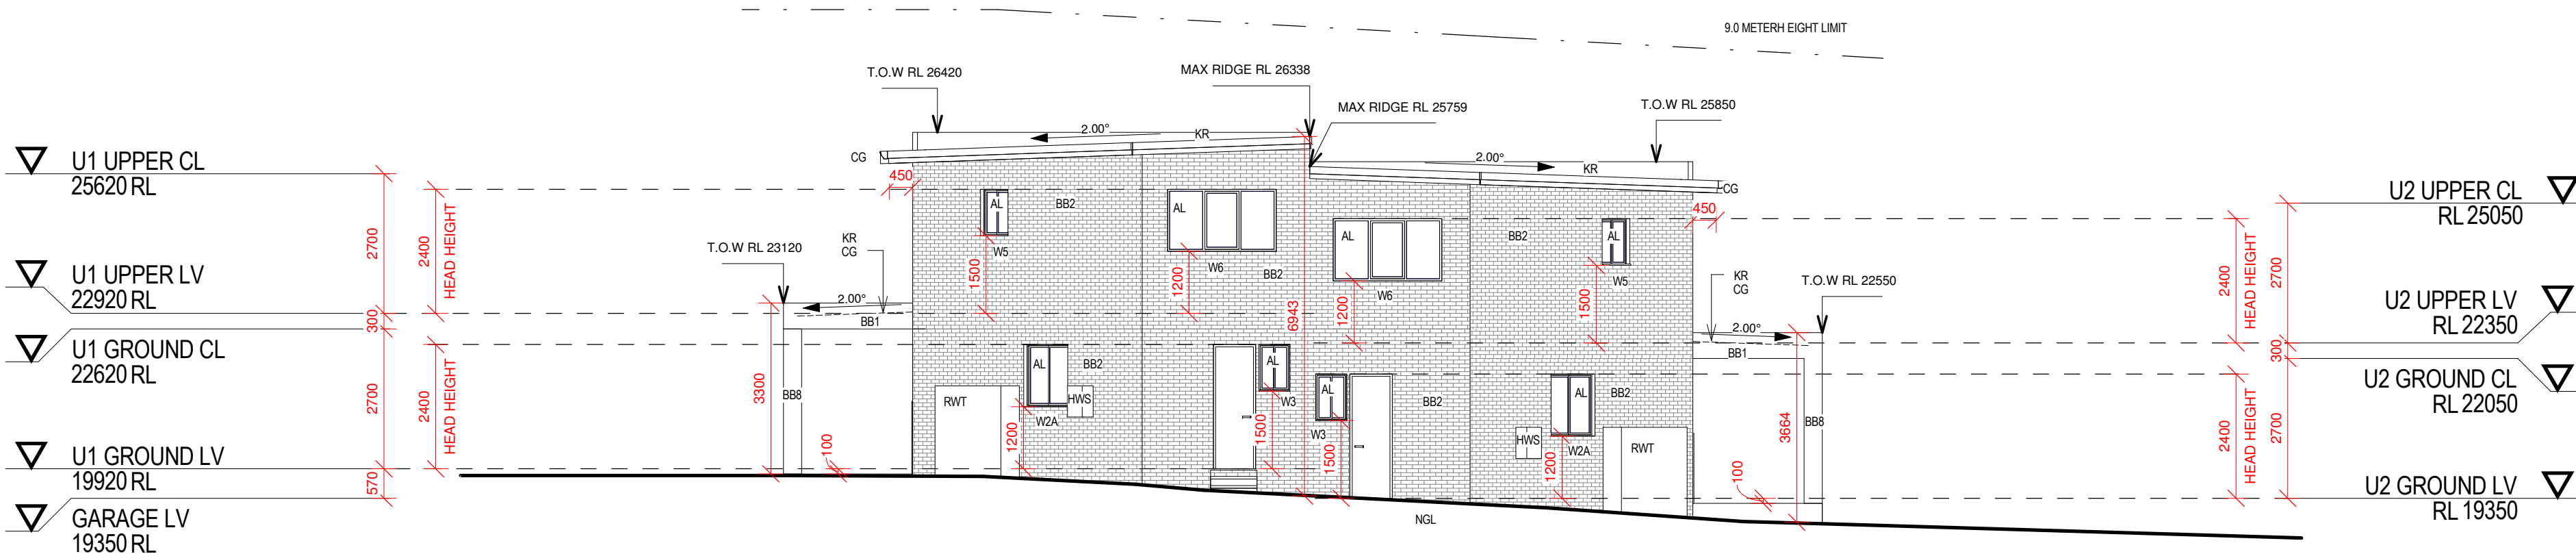 9.0 METERH EIGHT LIMIT
T.O.W RL 26420
MAX RIDGE RL 26338
MAX RIDGE RL 25759
T.O.W RL 25850
U1 UPPER CL
25620 RL
U1 UPPER LV
22920 RL
U1 GROUND CL
22620 RL
U1 GROUND LV
19920 RL
GARAGE LV
19350 RL
2700
300
2700
570
2400
HEAD HEIGHT
2400
HEAD HEIGHT
T.O.W RL 23120
KR
CG
2.00°
BB1
3300
BB8
100
CG
450
2.00°
KR
AL
W5
BB2
1500
AL
W6
1200
BB2
6943
RWT
AL
BB2
HWS
W2A
1200
AL
W3
1500
2.00°
KR
CG
450
AL
W6
1200
BB2
AL
W5
1500
AL
W3
1500
BB2
AL
BB2
HWS
W2A
1200
RWT
NGL
KR
CG
T.O.W RL 22550
2.00°
BB1
3664
BB8
100
2400
HEAD HEIGHT
2400
HEAD HEIGHT
2700
300
2700
U2 UPPER CL
RL 25050
U2 UPPER LV
RL 22350
U2 GROUND CL
RL 22050
U2 GROUND LV
RL 19350